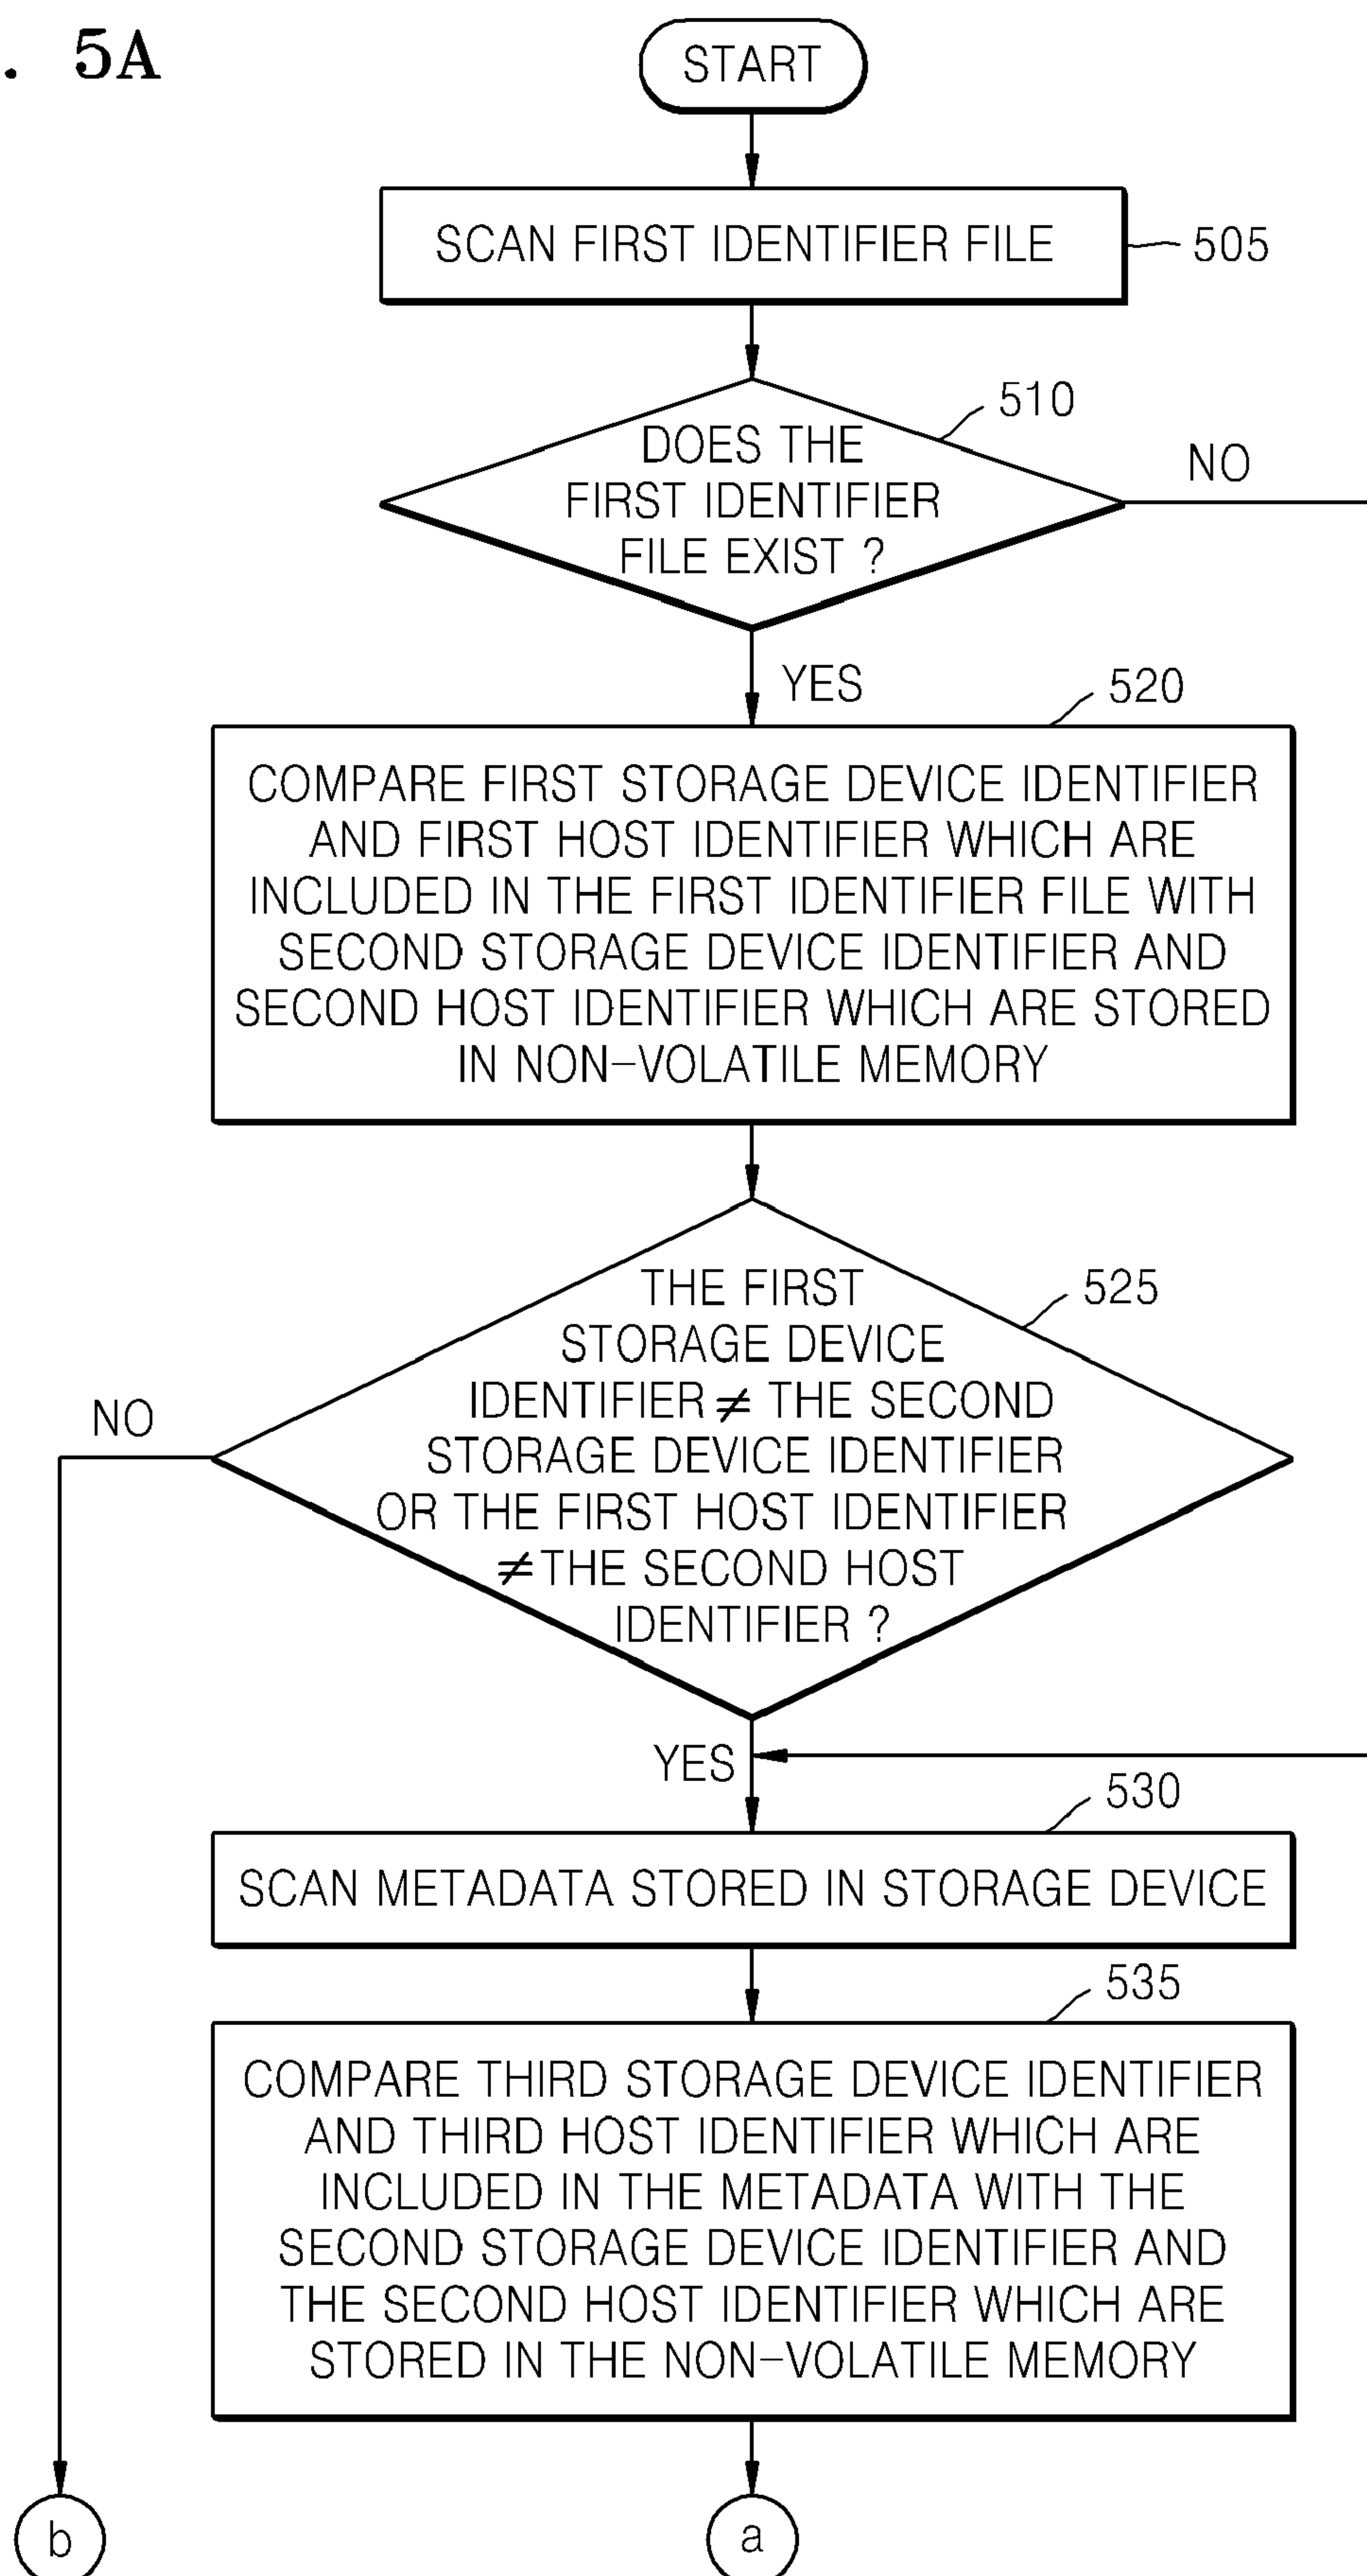 . 5A
START
SCAN FIRST IDENTIFIER FILE
505
510
DOES THE
FIRST IDENTIFIER
FILE EXIST ?
NO
YES
520
COMPARE FIRST STORAGE DEVICE IDENTIFIER
AND FIRST HOST IDENTIFIER WHICH ARE
INCLUDED IN THE FIRST IDENTIFIER FILE WITH
SECOND STORAGE DEVICE IDENTIFIER AND
SECOND HOST IDENTIFIER WHICH ARE STORED
IN NON-VOLATILE MEMORY
525
THE FIRST
STORAGE DEVICE
IDENTIFIER ≠ THE SECOND
STORAGE DEVICE IDENTIFIER
OR THE FIRST HOST IDENTIFIER
≠ THE SECOND HOST
IDENTIFIER ?
NO
YES
530
SCAN METADATA STORED IN STORAGE DEVICE
535
COMPARE THIRD STORAGE DEVICE IDENTIFIER
AND THIRD HOST IDENTIFIER WHICH ARE
INCLUDED IN THE METADATA WITH THE
SECOND STORAGE DEVICE IDENTIFIER AND
THE SECOND HOST IDENTIFIER WHICH ARE
STORED IN THE NON-VOLATILE MEMORY
b
a